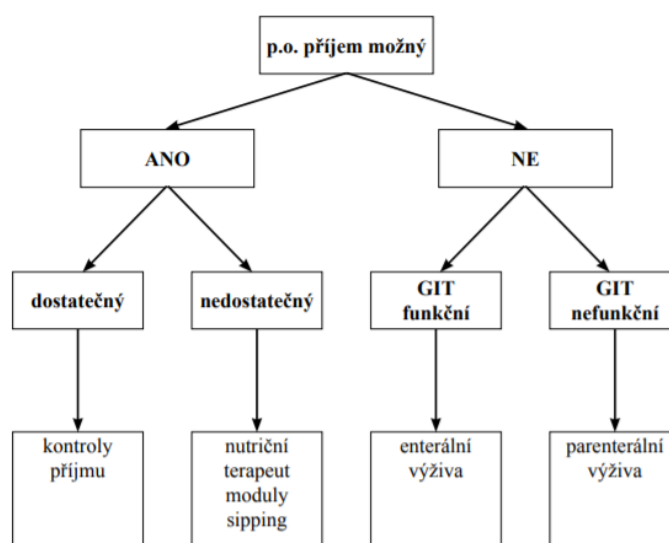 p.o. příjem možný
ANO
NE
dostatečný
nedostatečný
GIT
funkční
GIT
nefunkční
kontroly
příjmu
nutriční
terapeut
moduly
sipping
enterální
výživa
parenterální
výživa